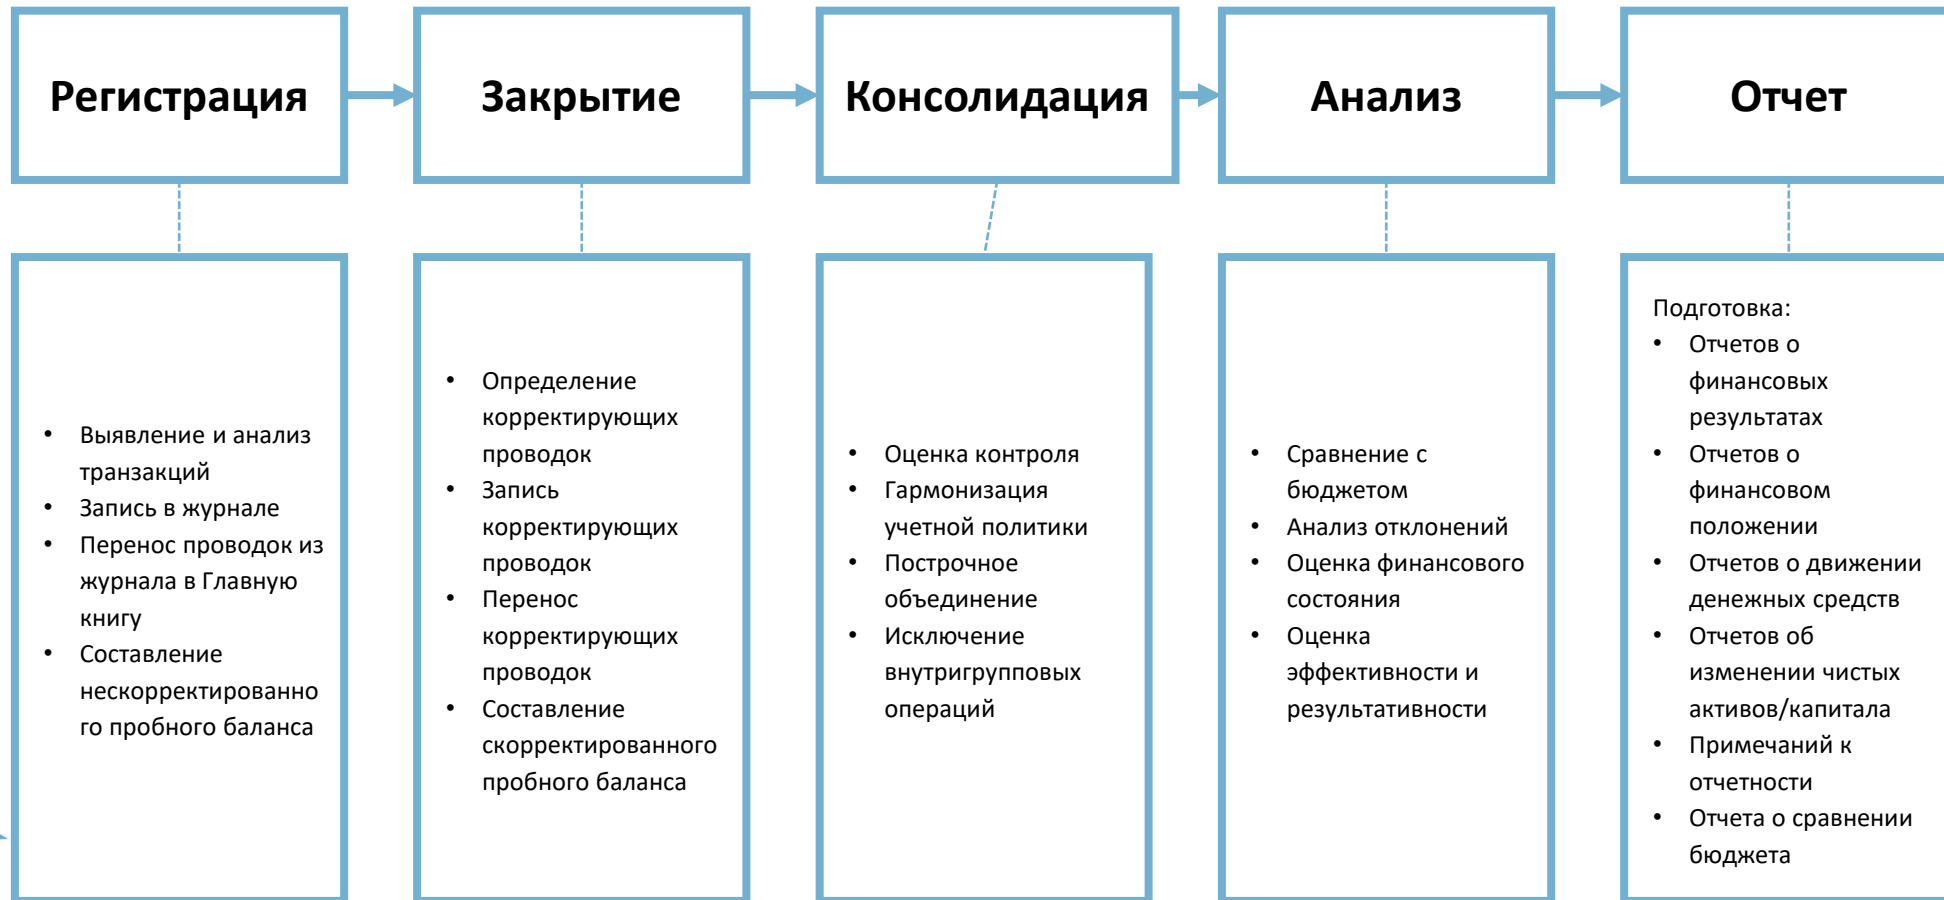 Регистрация
Закрытие
Консолидация
Анализ
Отчет
• Выявление и анализ
транзакций
• Запись в журнале
• Перенос проводок из
журнала в Главную
книгу
• Составление
нескорректированно
го пробного баланса
• Определение
корректирующих
проводок
• Запись
корректирующих
проводок
• Перенос
корректирующих
проводок
• Составление
скорректированного
пробного баланса
• Оценка контроля
• Гармонизация
учетной политики
• Построчное
объединение
• Исключение
внутригрупповых
операций
• Сравнение с
бюджетом
• Анализ отклонений
• Оценка финансового
состояния
• Оценка
эффективности и
результативности
Подготовка:
• Отчетов о
финансовых
результатах
• Отчетов о
финансовом
положении
• Отчетов о движении
денежных средств
• Отчетов об
изменении чистых
активов/капитала
• Примечаний к
отчетности
• Отчета о сравнении
бюджета